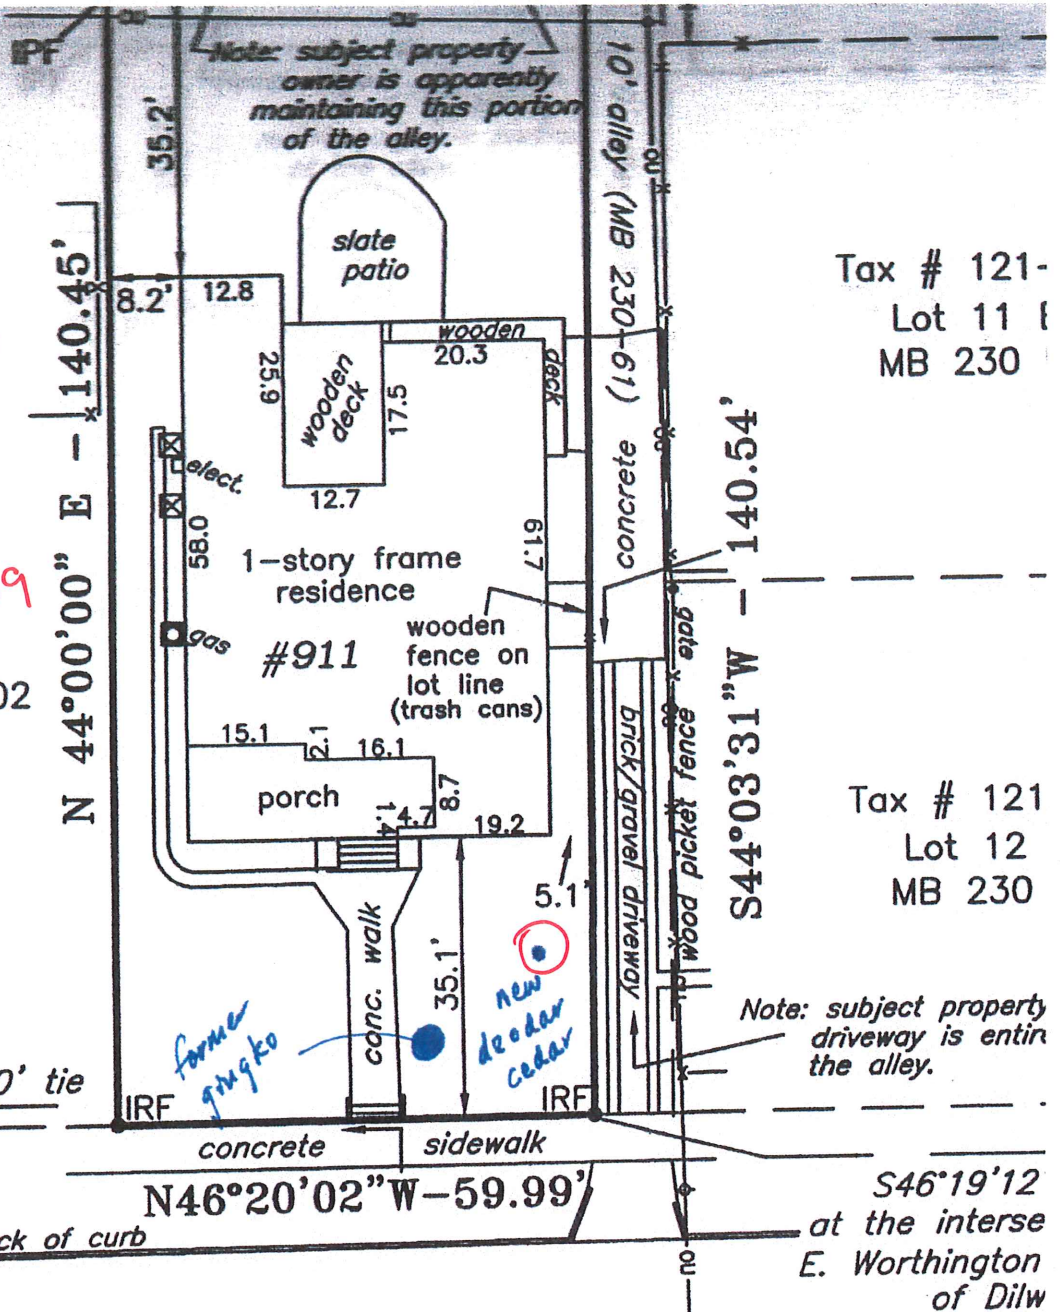 IPF
OU
OU
Note: subject property
owner is apparently
maintaining this portion
of the alley.
35.2'
10' alley (MB 230-61)
OU
slate
patio
Tax # 121-
Lot 11
MB 230
8.2'
12.8
wooden
20.3
deck
25.9
wooden
deck
17.5
N 44°00'00" E - 140.45'
elect.
12.7
58.0
61.7
concrete
S44°03'31"W - 140.54'
1-story frame
residence
9
gas
#911
wooden
fence on
lot line
(trash cans)
gate
02
15.1
2.1
16.1
porch
8.7
1.4
4.7
19.2
brick/gravel driveway
wood picket fence
Tax # 121
Lot 12
MB 230
5.1'
conc. walk
35.1'
new
deodar
cedar
former
gingko
Note: subject property
driveway is entir
the alley.
0' tie
IRF
IRF
concrete sidewalk
N46°20'02"W-59.99'
S46°19'12
ck of curb
at the interse
E. Worthington
of Dilw
OU